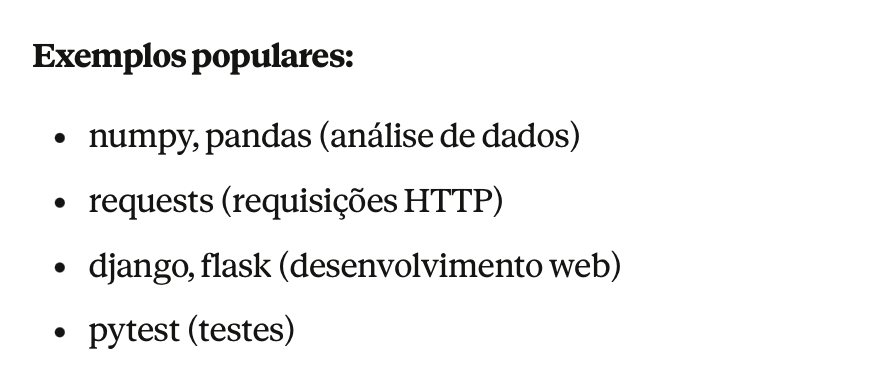 Exemplos populares:
• numpy, pandas (análise de dados)
• requests (requisições HTTP)
• django, flask (desenvolvimento web)
• pytest (testes)